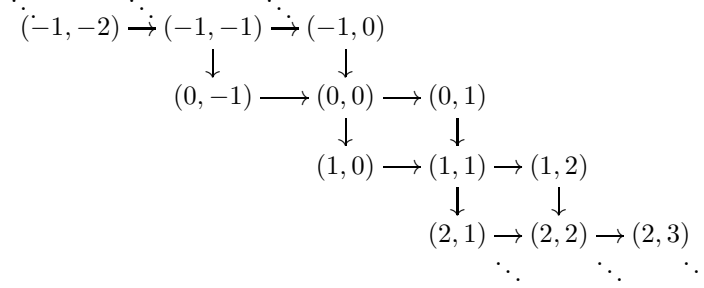 (−1, −2) → (−1, −1) → (−1, 0)
(0, −1) → (0, 0) → (0, 1)
(1, 0) → (1, 1) → (1, 2)
(2, 1) → (2, 2) → (2, 3)